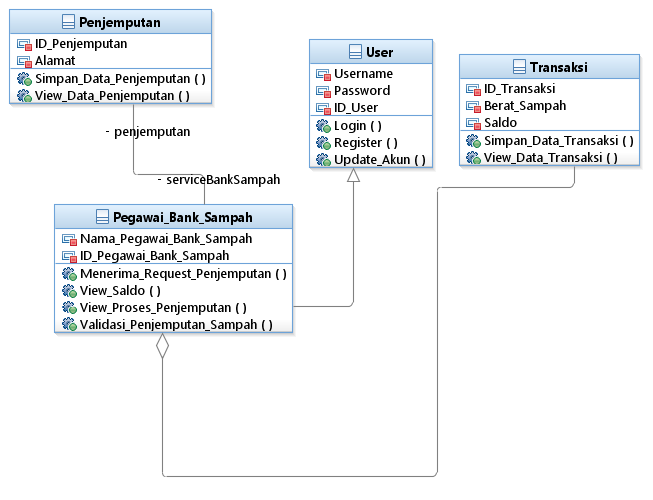 Penjemputan
ID_Penjemputan
Alamat
Simpan_Data_Penjemputan ( )
View_Data_Penjemputan ( )
- penjemputan
- serviceBankSampah
User
Username
Password
ID_User
Login ( )
Register ( )
Update_Akun ( )
Transaksi
ID_Transaksi
Berat_Sampah
Saldo
Simpan_Data_Transaksi ( )
View_Data_Transaksi ( )
Pegawai_Bank_Sampah
Nama_Pegawai_Bank_Sampah
ID_Pegawai_Bank_Sampah
Menerima_Request_Penjemputan ( )
View_Saldo ( )
View_Proses_Penjemputan ( )
Validasi_Penjemputan_Sampah ( )